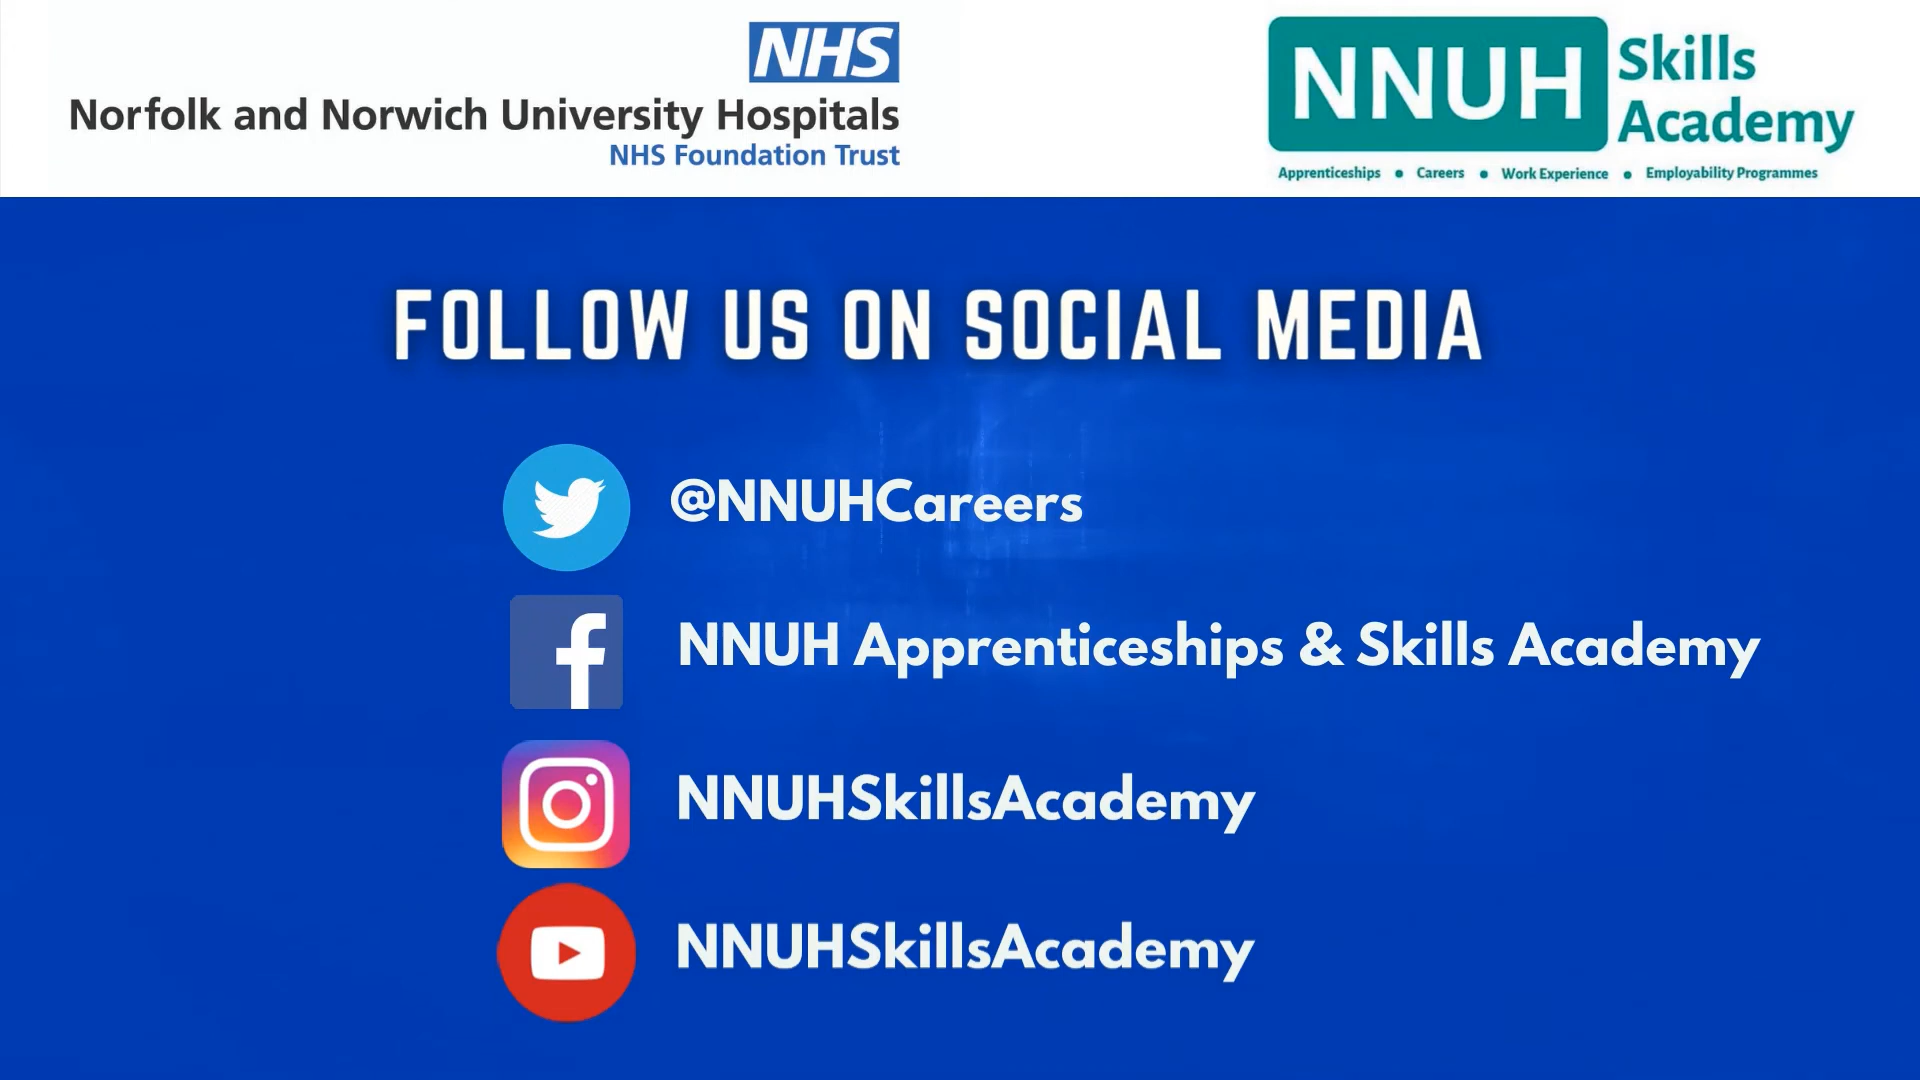 NHS
Norfolk and Norwich University Hospitals
NHS Foundation Trust
NNUH Skills
Academy
Apprenticeships • Careers • Work Experience • Employability Programmes
FOLLOW US ON SOCIAL MEDIA
@NNUHCareers
NNUH Apprenticeships & Skills Academy
NNUHSkillsAcademy
NNUHSkillsAcademy